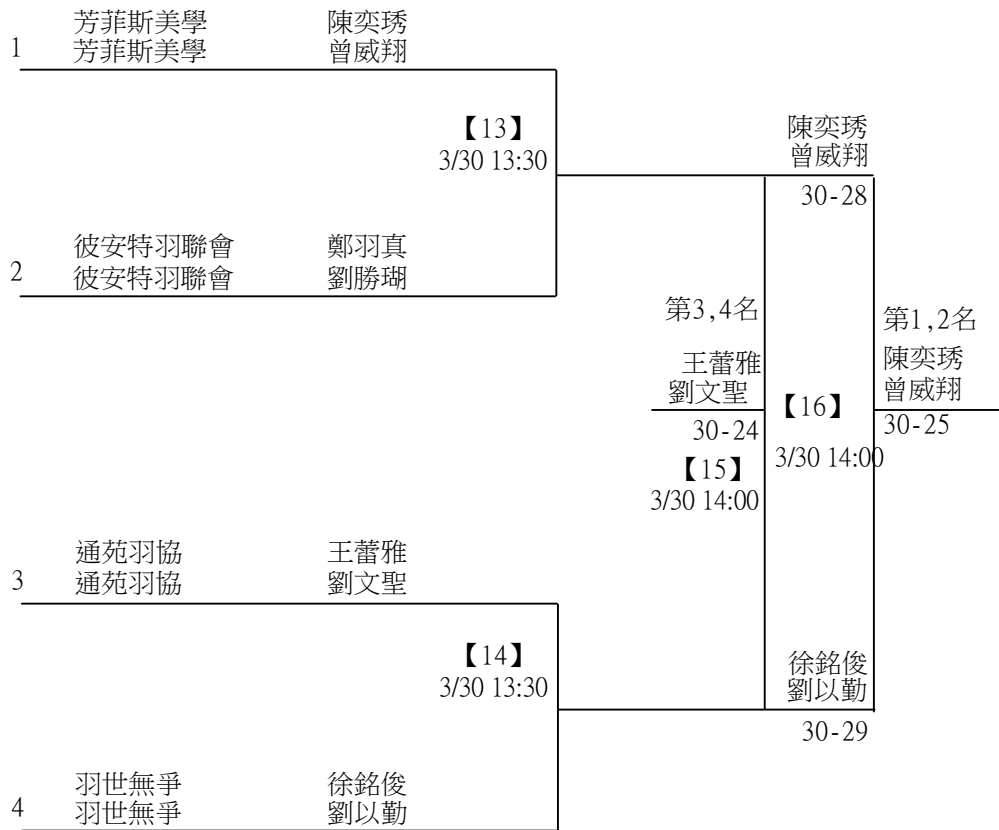 芳菲斯美學 陳奕琇
1 芳菲斯美學 曾威翔
【13】
3/30 13:30
陳奕琇
曾威翔
30-28
彼安特羽聯會 鄭羽真
2 彼安特羽聯會 劉勝瑚
第3,4名
第1,2名
王蕾雅
劉文聖
30-24
【15】
3/30 14:00
【16】
3/30 14:00
陳奕琇
曾威翔
30-25
通苑羽協 王蕾雅
3 通苑羽協 劉文聖
【14】
3/30 13:30
徐銘俊
劉以勤
30-29
羽世無爭 徐銘俊
4 羽世無爭 劉以勤